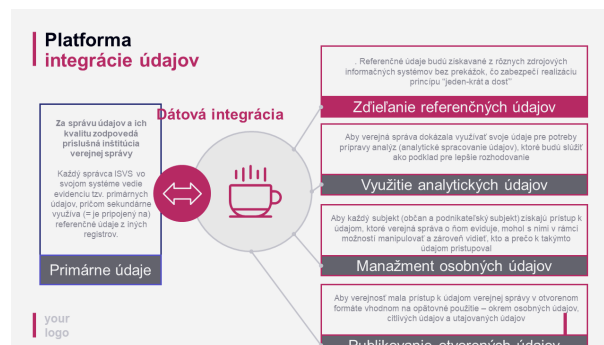 Platforma
integrácie údajov
Za správu údajov a ich
kvalitu zodpovedá
príslušná inštitúcia
verejnej správy
Každý správca ISVS vo
svojom systéme vedie
evidenciu tzv. primárnych
údajov, pričom sekundárne
využíva (= je pripojený na)
referenčné údaje z iných
registrov.
Primárne údaje
Dátová integrácia
. Referenčné údaje budú získavané z rôznych zdrojových
informačných systémov bez prekážok, čo zabezpečí realizáciu
princípu "jeden-krát a dosť"
Zdieľanie referenčných údajov
Aby verejná správa dokázala využívať svoje údaje pre potreby
prípravy analýz (analytické spracovanie údajov), ktoré budú slúžiť
ako podklad pre lepšie rozhodovanie
Využitie analytických údajov
Aby každý subjekt (občan a podnikateľský subjekt) získajú prístup k
údajom, ktoré verejná správa o ňom eviduje, mohol s nimi v rámci
možností manipulovať a zároveň vidieť, kto a prečo k takýmto
údajom pristupoval
Manažment osobných údajov
Aby verejnosť mala prístup k údajom verejnej správy v otvorenom
formáte vhodnom na opätovné použitie – okrem osobných údajov,
citlivých údajov a utajovaných údajov
Publikovanie otvorených údajov
your
logo